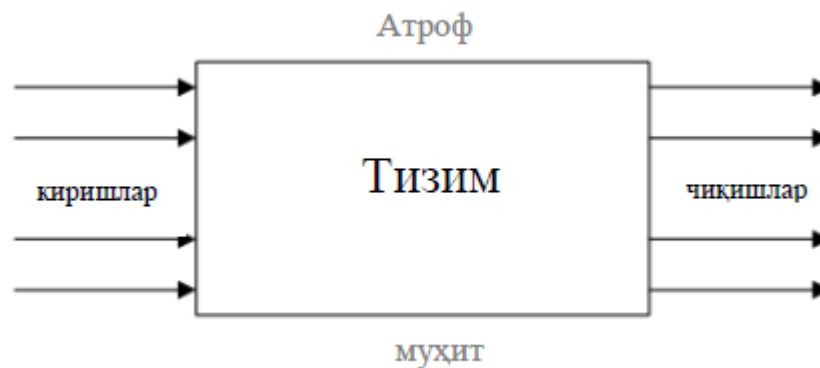 Атроф
Тизим
киришлар
чиқишлар
муҳит